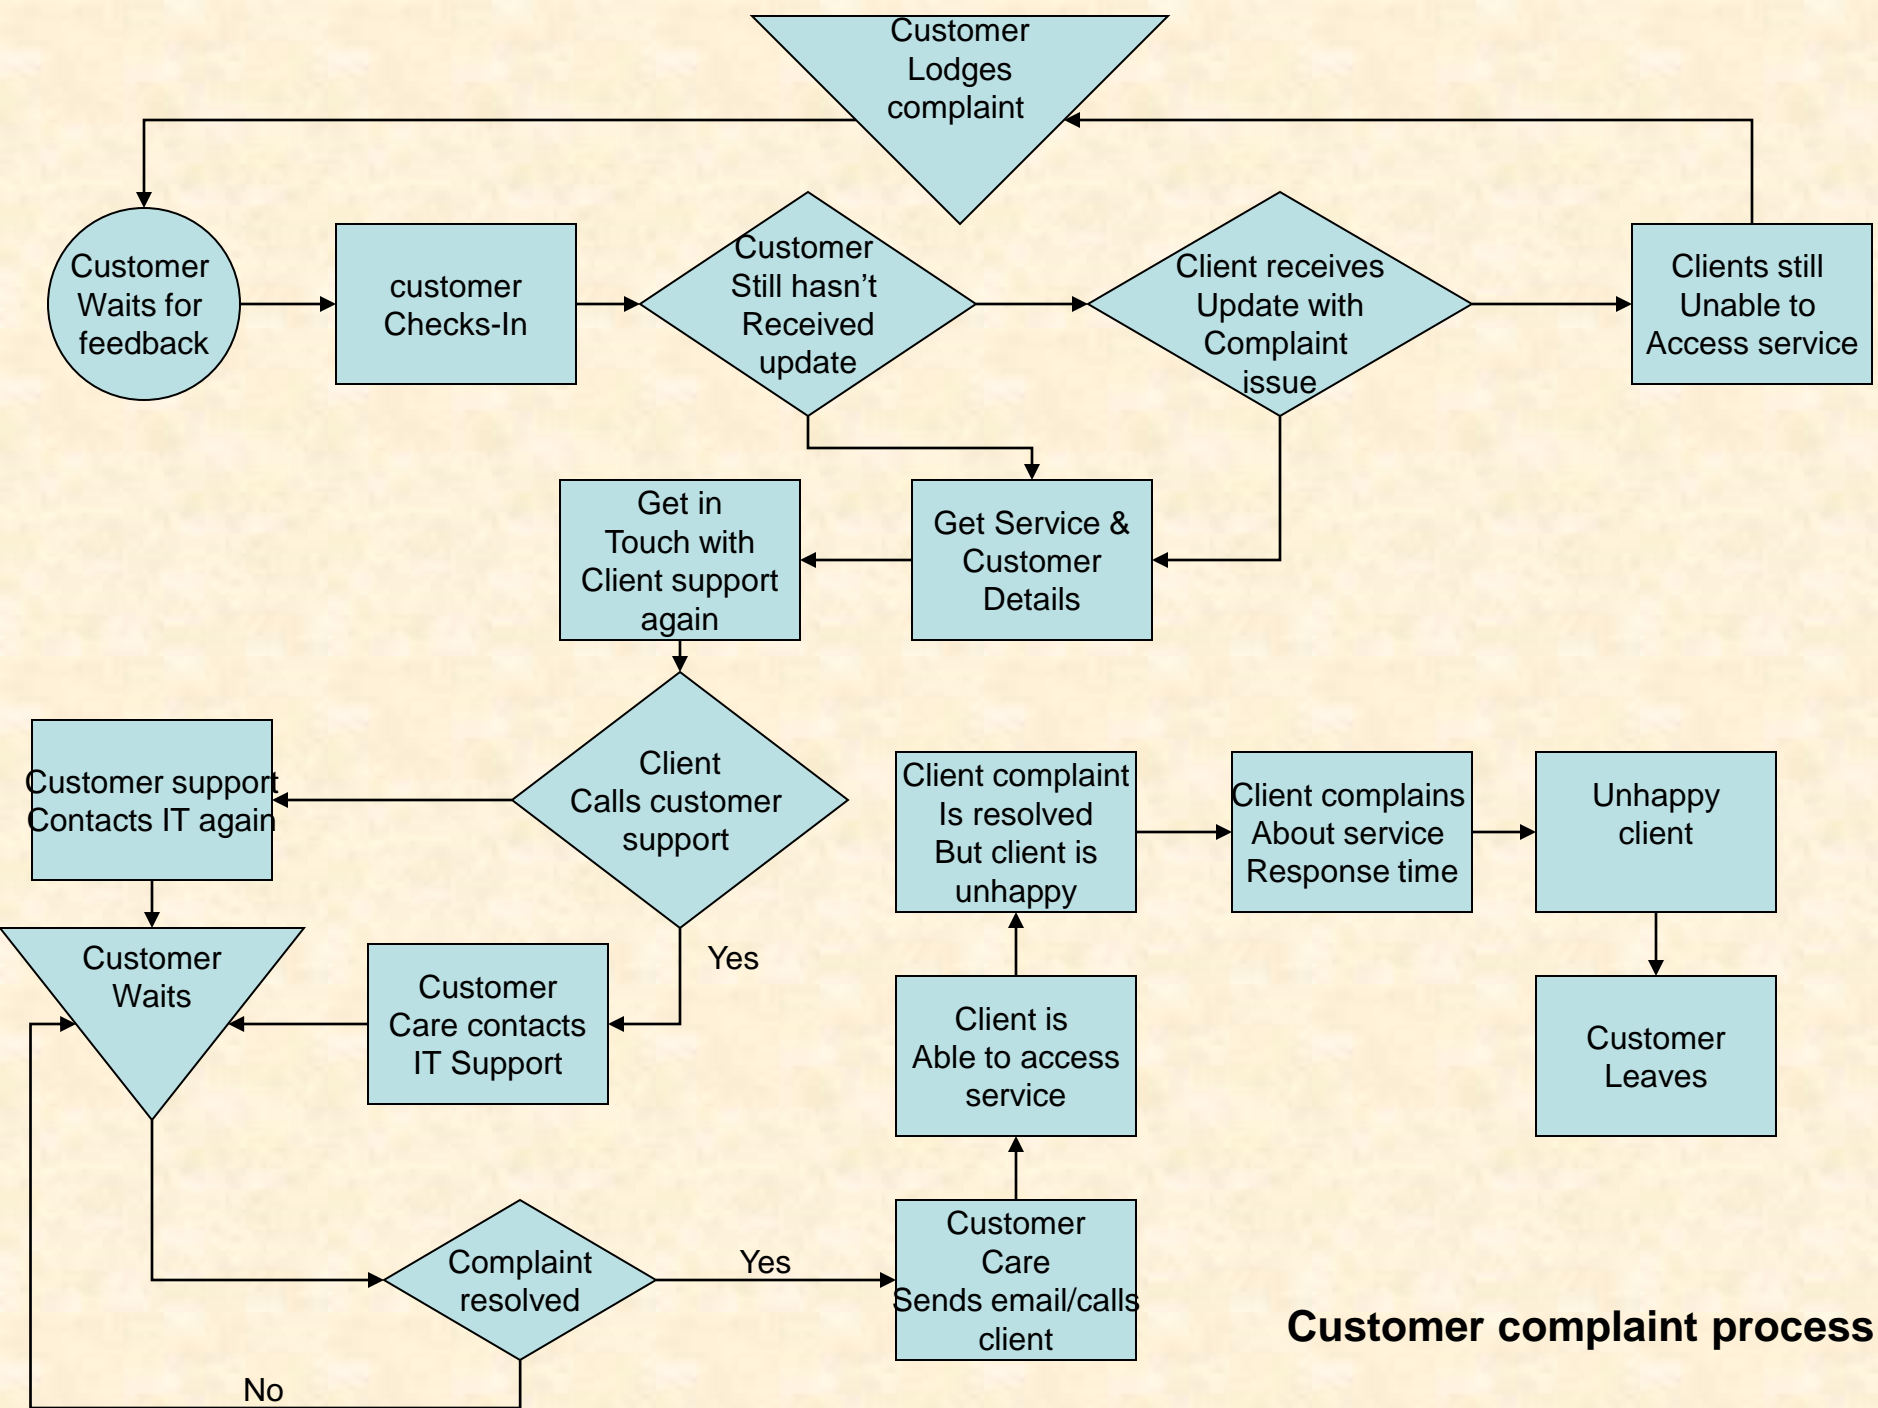 Customer
Lodges
complaint
Customer
Waits for
feedback
customer
Checks-In
Customer
Still hasn't
Received
update
Client receives
Update with
Complaint
issue
Clients still
Unable to
Access service
Get in
Touch with
Client support
again
Get Service &
Customer
Details
Customer support
Contacts IT again
Client
Calls customer
support
Client complaint
Is resolved
But client is
unhappy
Client complains
About service
Response time
Unhappy
client
Customer
Waits
Customer
Care contacts
IT Support
Yes
Client is
Able to access
service
Customer
Leaves
Complaint
resolved
Yes
Customer
Care
Sends email/calls
client
No
Customer complaint process